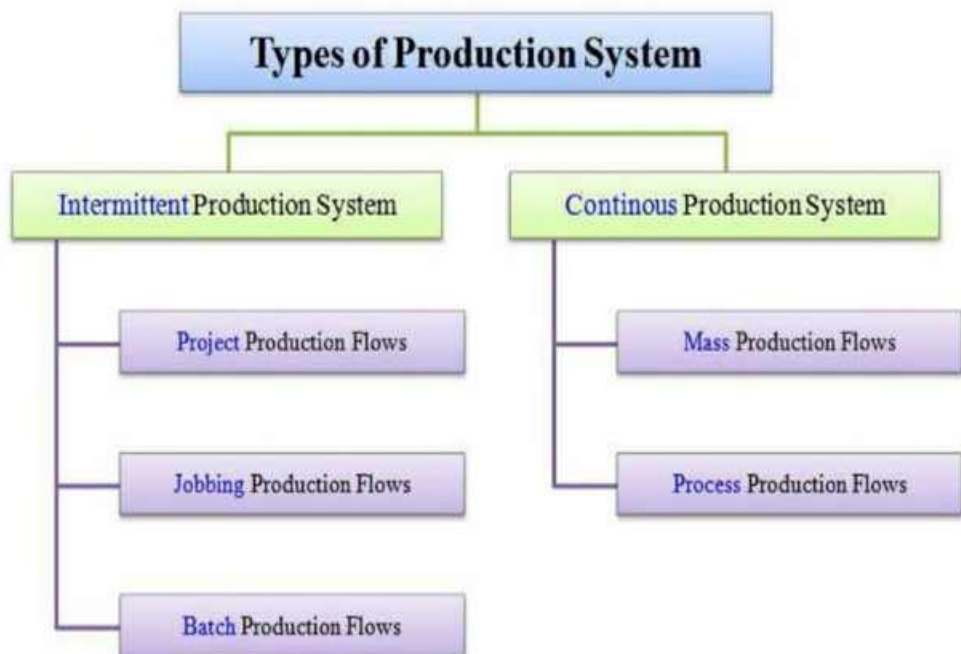 Types of Production System
Intermittent Production System
Continous Production System
Project Production Flows
Mass Production Flows
Jobbing Production Flows
Process Production Flows
Batch Production Flows